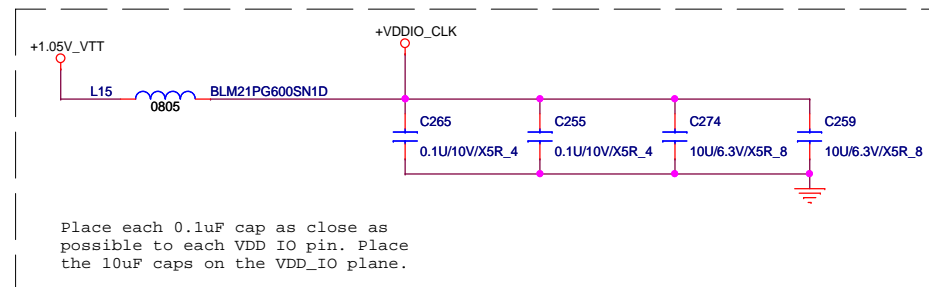 +VDDIO_CLK
+1.05V_VTT
L15 BLM21PG600SN1D
0805
C265 C255 C274 C259
0.1U/10V/X5R_4 0.1U/10V/X5R_4 10U/6.3V/X5R_8 10U/6.3V/X5R_8
Place each 0.1uF cap as close as
possible to each VDD IO pin. Place
the 10uF caps on the VDD_IO plane.